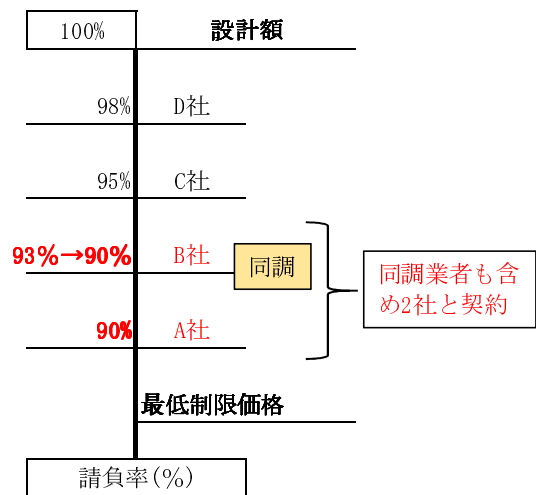 100% 設計額
98% D社
95% C社
93%→90% B社 同調
同調業者も含
め2社と契約
90% A社
最低制限価格
請負率(%)